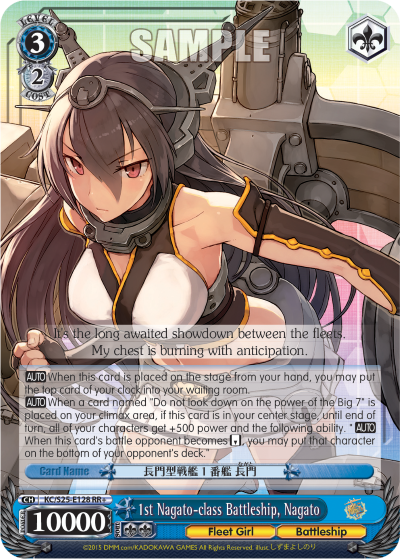 LEVEL
3
2
COST
SAMPLE
It's the long awaited showdown between the fleets.
My chest is burning with anticipation.
AUTO When this card is placed on the stage from your hand, you may put
the top card of your clock into your waiting room.
AUTO When a card named "Do not look down on the power of the Big 7" is
placed on your climax area, if this card is in your center stage, until end of
turn, all of your characters get +500 power and the following ability. "AUTO
When this card's battle opponent becomes , you may put that character
on the bottom of your opponent's deck."
Card Name 長門型戦艦1番艦 長門
CH KC/S25-E128 RR+
POWER
10000
SOUL
1st Nagato-class Battleship, Nagato
Fleet Girl Battleship
©2013 DMM.com/KADOKAWA GAMES All Rights Reserved. illust しずまよしのり